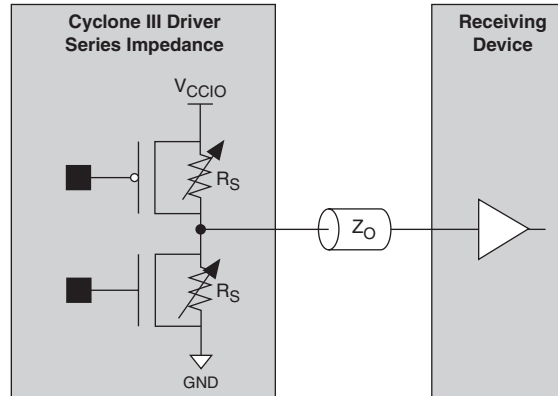 Cyclone III Driver
Series Impedance
Receiving
Device
VCCIO
RS
ZO
RS
GND